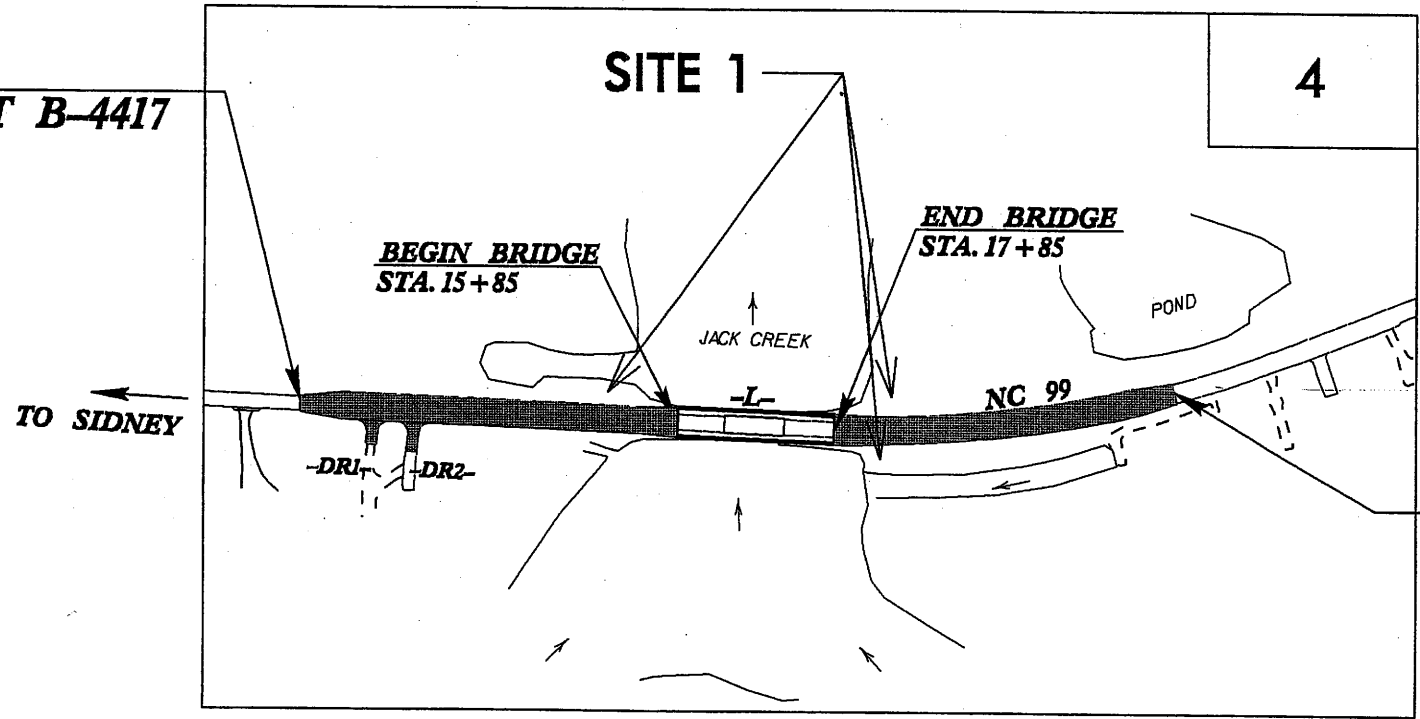 SITE 1
4
T B-4417
END BRIDGE
STA. 17+85
BEGIN BRIDGE
STA. 15+85
POND
JACK CREEK
-L-
NC 99
TO SIDNEY
-DR1-
-DR2-